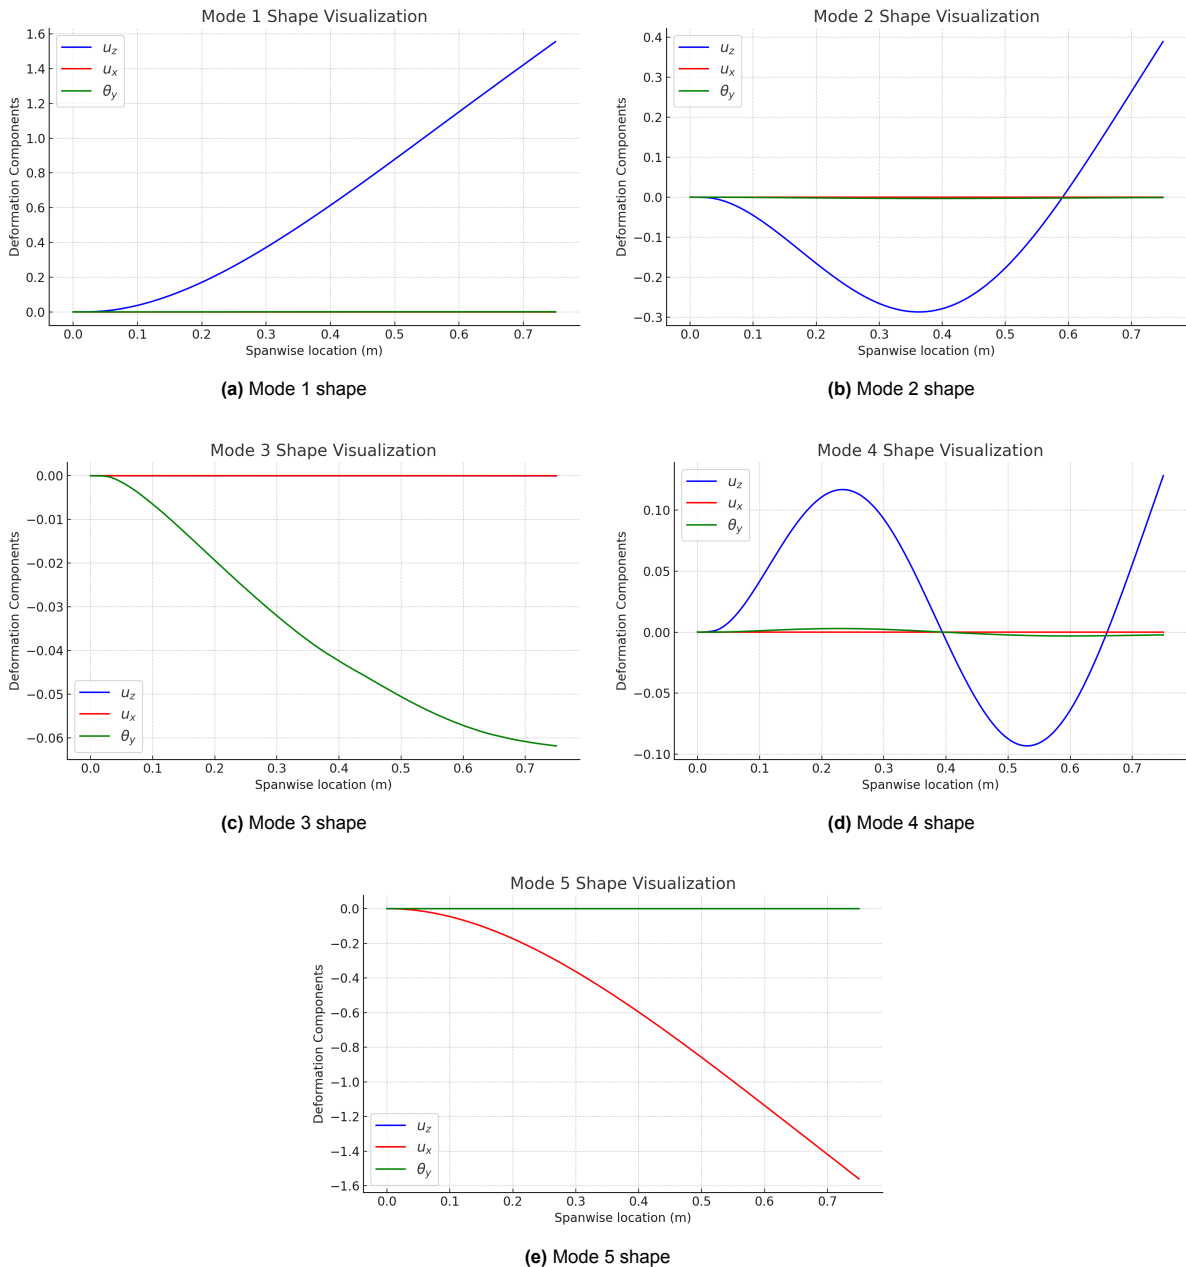 Mode 1 Shape Visualization
Deformation Components
1.6
1.4
1.2
1.0
0.8
0.6
0.4
0.2
0.0
u_z
u_x
θ_y
0.0 0.1 0.2 0.3 0.4 0.5 0.6 0.7
Spanwise location (m)
(a) Mode 1 shape
Mode 2 Shape Visualization
Deformation Components
0.4
0.3
0.2
0.1
0.0
−0.1
−0.2
−0.3
u_z
u_x
θ_y
0.0 0.1 0.2 0.3 0.4 0.5 0.6 0.7
Spanwise location (m)
(b) Mode 2 shape
Mode 3 Shape Visualization
Deformation Components
0.00
−0.01
−0.02
−0.03
−0.04
−0.05
−0.06
u_z
u_x
θ_y
0.0 0.1 0.2 0.3 0.4 0.5 0.6 0.7
Spanwise location (m)
(c) Mode 3 shape
Mode 4 Shape Visualization
Deformation Components
0.10
0.05
0.00
−0.05
−0.10
u_z
u_x
θ_y
0.0 0.1 0.2 0.3 0.4 0.5 0.6 0.7
Spanwise location (m)
(d) Mode 4 shape
Mode 5 Shape Visualization
Deformation Components
0.0
−0.2
−0.4
−0.6
−0.8
−1.0
−1.2
−1.4
−1.6
u_z
u_x
θ_y
0.0 0.1 0.2 0.3 0.4 0.5 0.6 0.7
Spanwise location (m)
(e) Mode 5 shape